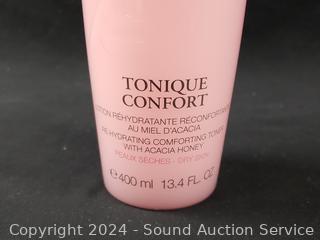 TONIQUE
CONFORT
LOTION RÉHYDRATANTE RÉCONFORTANTE
AU MIEL D'ACACIA
RE-HYDRATING COMFORTING TONER
WITH ACACIA HONEY
PEAUX SÈCHES - DRY SKIN
℮400 ml 13.4 FL. OZ
Copyright 2024 - Sound Auction Service